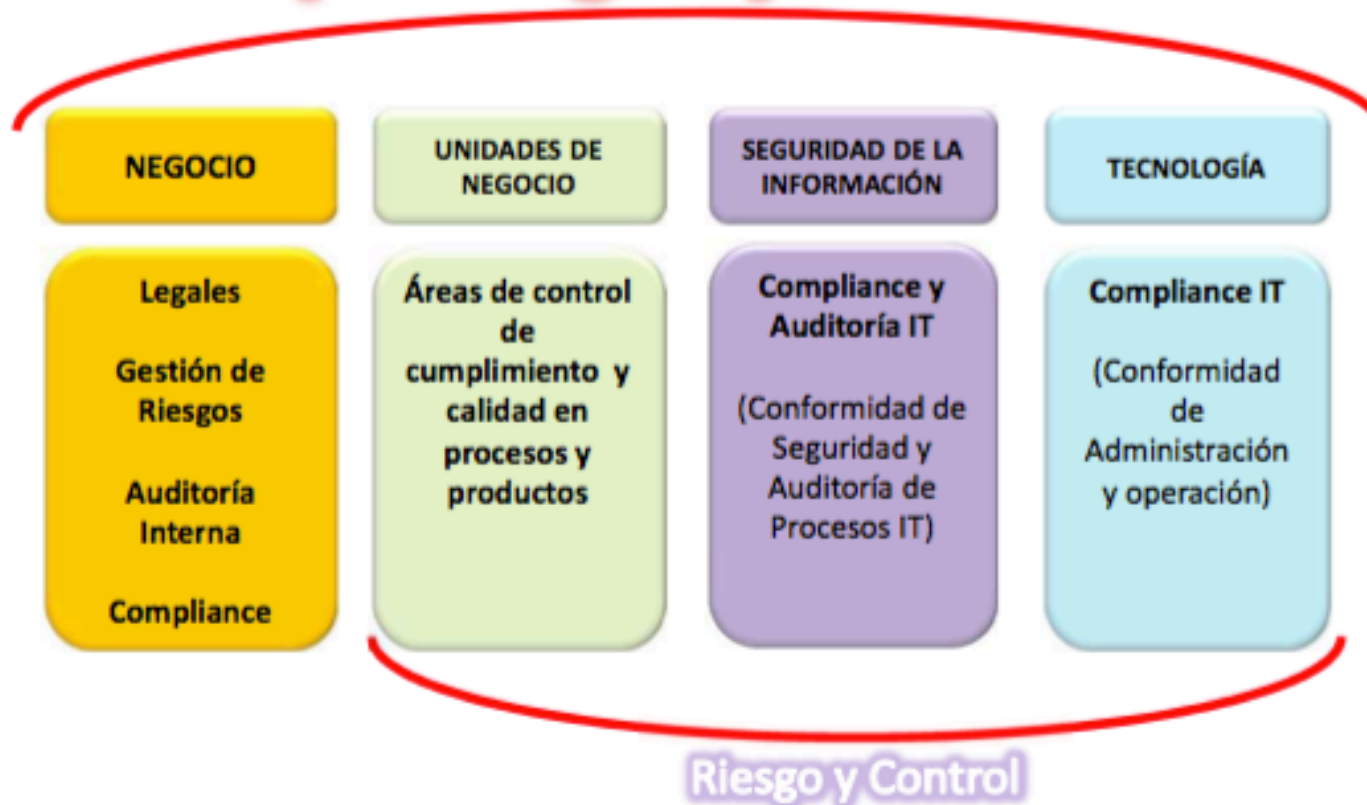 NEGOCIO
UNIDADES DE
NEGOCIO
SEGURIDAD DE LA
INFORMACIÓN
TECNOLOGÍA
Legales
Gestión de
Riesgos
Auditoría
Interna
Compliance
Áreas de control
de
cumplimiento y
calidad en
procesos y
productos
Compliance y
Auditoría IT
(Conformidad de
Seguridad y
Auditoría de
Procesos IT)
Compliance IT
(Conformidad
de
Administración
y operación)
Riesgo y Control